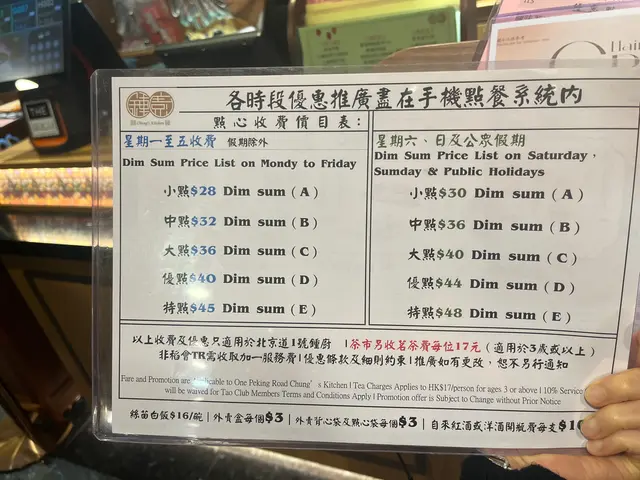 各時段優惠推廣盡在手機點餐系統內
點心收費價目表：
星期一至五收費 假期除外
Dim Sum Price List on Mondy to Friday
小點$28 Dim sum ( A )
中點$32 Dim sum ( B )
大點$36 Dim sum ( C )
優點$40 Dim sum ( D )
特點$45 Dim sum ( E )
星期六、日及公眾假期
Dim Sum Price List on Saturday,
Sumday & Public Holidays
小點$30 Dim sum ( A )
中點$36 Dim sum ( B )
大點$40 Dim sum ( C )
優點$44 Dim sum ( D )
特點$48 Dim sum ( E )
以上收費及優惠只適用於北京道1號鍾廚 |茶市另收茗茶費每位17元 ( 適用於3歲或以上 )
非稻會TR需收取加一服務費|優惠條款及細則約束|推廣如有更改，恕不另行通知
Fare and Promotion are Applicable to One Peking Road Chung's Kitchen | Tea Charges Applies to HK$17/person for ages 3 or above | 10% Service
will be waived for Tao Club Members Terms and Conditions Apply | Promotion offer is Subject to Change without Prior Notice
絲苗白飯$16/碗 | 外賣盒每個$3 | 外賣背心袋及點心袋每個$3 | 自來紅酒或洋酒開瓶費每支
Hair